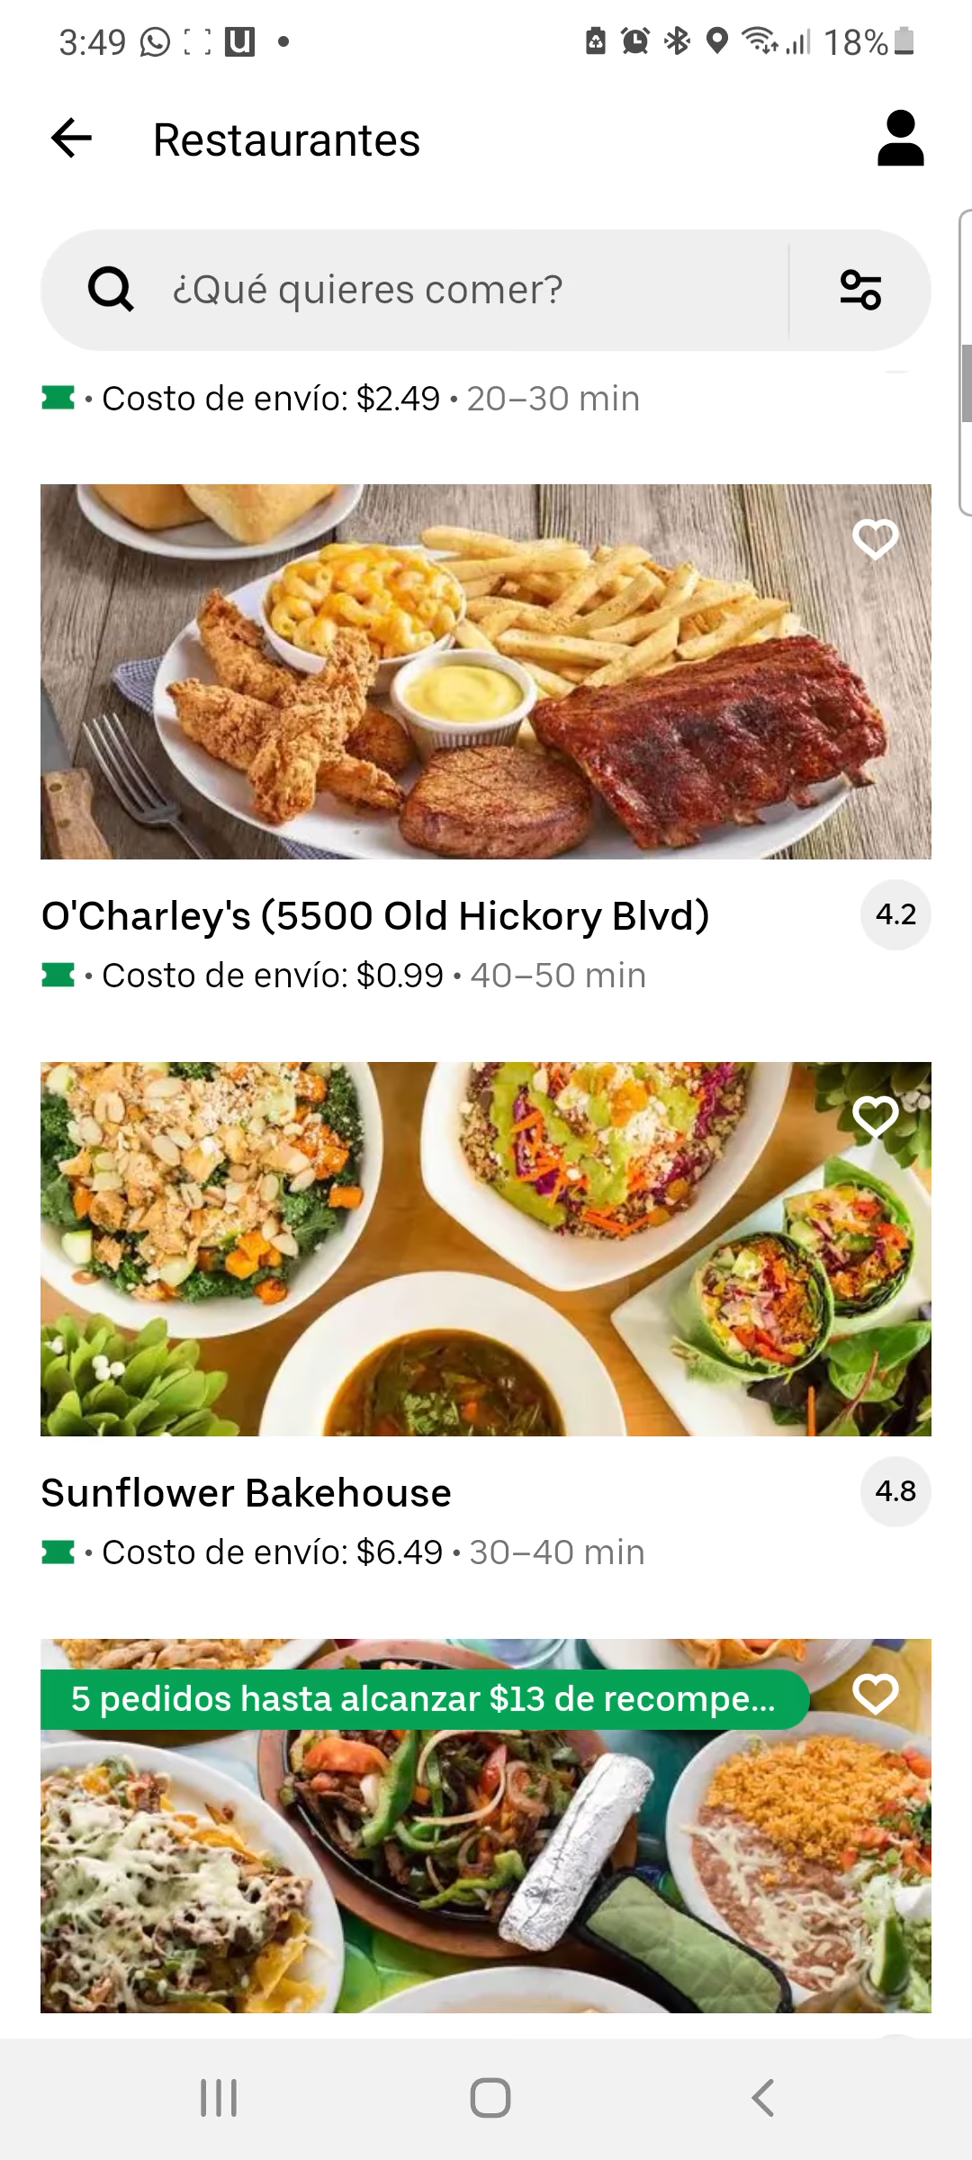 3:49
18%
Restaurantes
¿Qué quieres comer?
• Costo de envío: $2.49 • 20–30 min
O'Charley's (5500 Old Hickory Blvd)
4.2
• Costo de envío: $0.99 • 40–50 min
Sunflower Bakehouse
4.8
• Costo de envío: $6.49 • 30–40 min
5 pedidos hasta alcanzar $13 de recompe...